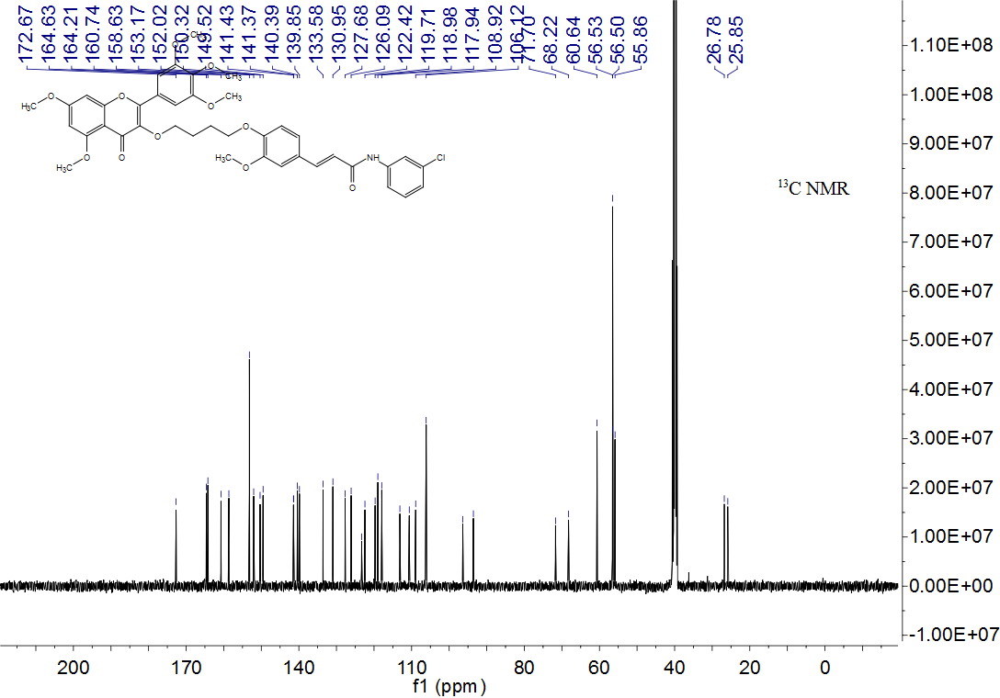 172.67
164.63
164.21
160.74
158.63
153.17
152.02
150.32
149.52
141.43
141.37
140.39
139.85
133.58
130.95
127.68
126.09
122.42
119.71
118.98
117.94
108.92
106.12
71.70
68.22
60.64
56.53
56.50
55.86
26.78
25.85
CH₃
O
O
CH₃
O
CH₃
H₃C
O
O
O
O
O
CH₃
H₃C
O
O
O
NH
Cl
O
H₃C
¹³C NMR
1.10E+08
1.00E+08
9.00E+07
8.00E+07
7.00E+07
6.00E+07
5.00E+07
4.00E+07
3.00E+07
2.00E+07
1.00E+07
0.00E+00
-1.00E+07
200 170 140 110 80 60 40 20 0
f1 (ppm)